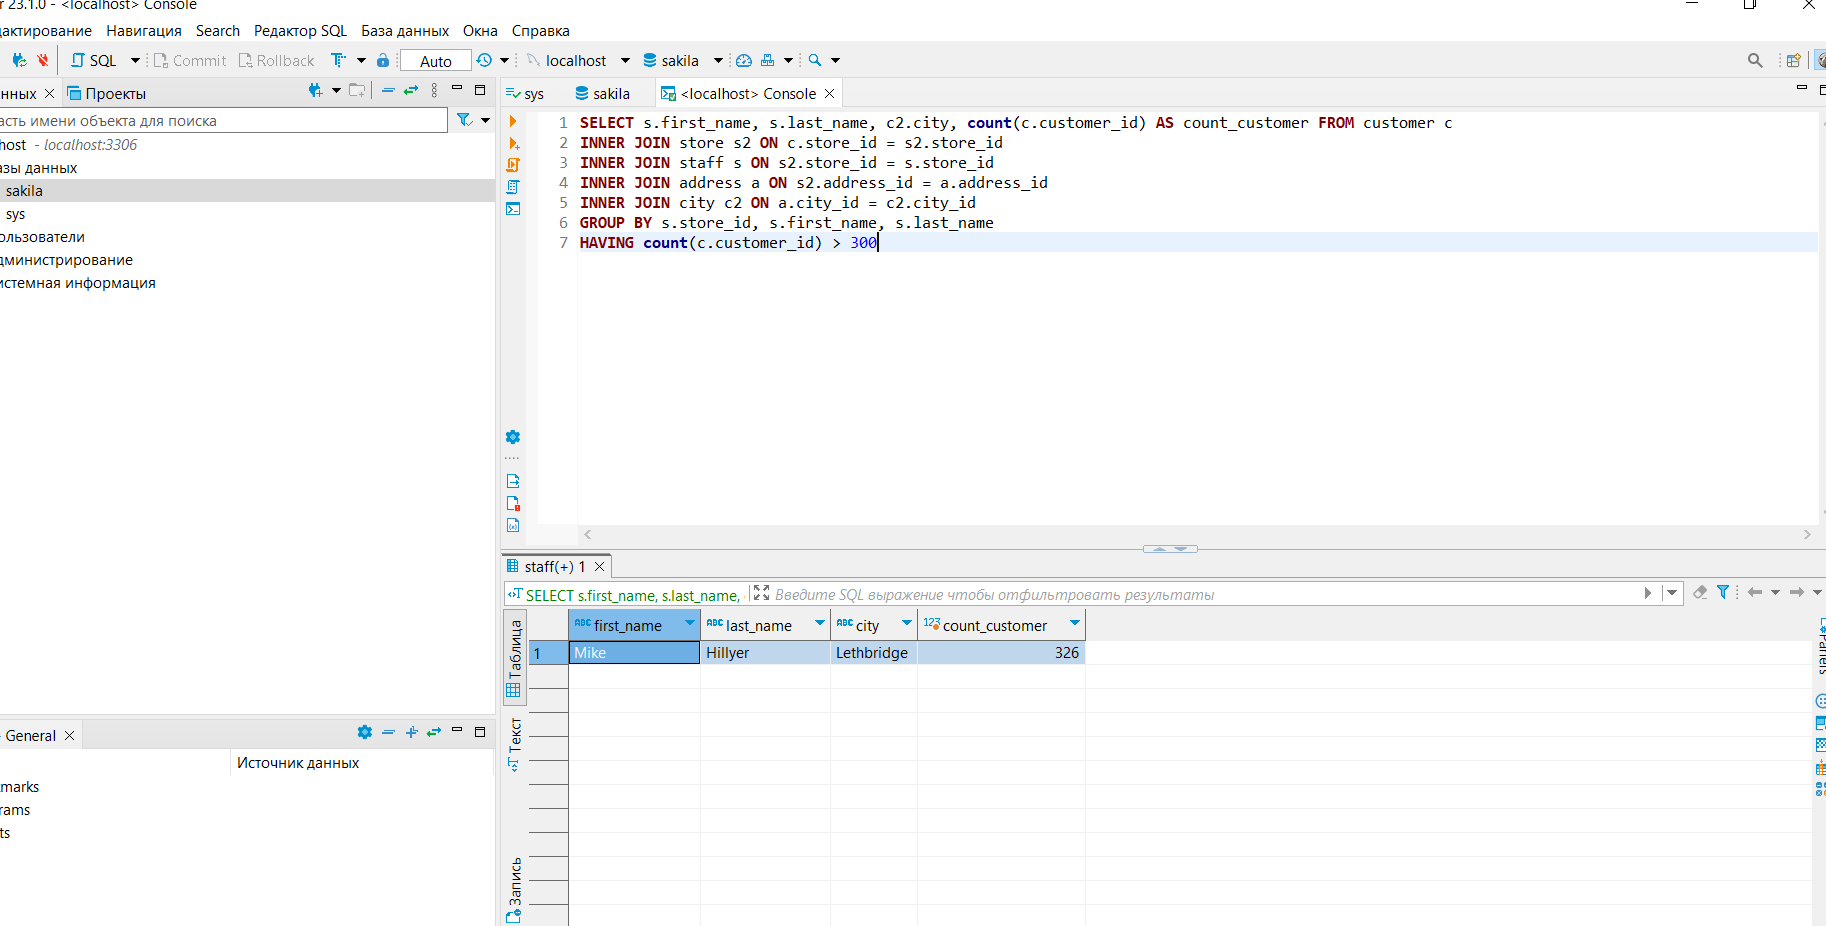 r 23.1.0 - <localhost> Console
дактирование Навигация Search Редактор SQL База данных Окна Справка
SQL Commit Rollback Auto localhost sakila
нных Проекты
sys sakila <localhost> Console
асть имени объекта для поиска
host - localhost:3306
азы данных
sakila
sys
ользователи
дминистрирование
истемная информация
1 SELECT s.first_name, s.last_name, c2.city, count(c.customer_id) AS count_customer FROM customer c
2 INNER JOIN store s2 ON c.store_id = s2.store_id
3 INNER JOIN staff s ON s2.store_id = s.store_id
4 INNER JOIN address a ON s2.address_id = a.address_id
5 INNER JOIN city c2 ON a.city_id = c2.city_id
6 GROUP BY s.store_id, s.first_name, s.last_name
7 HAVING count(c.customer_id) > 300
staff(+) 1
SELECT s.first_name, s.last_name, Введите SQL выражение чтобы отфильтровать результаты
Таблица
Текст
Запись
ABC first_name ABC last_name ABC city 123 count_customer
1 Mike Hillyer Lethbridge 326
Panels
- General
Источник данных
marks
rams
ts